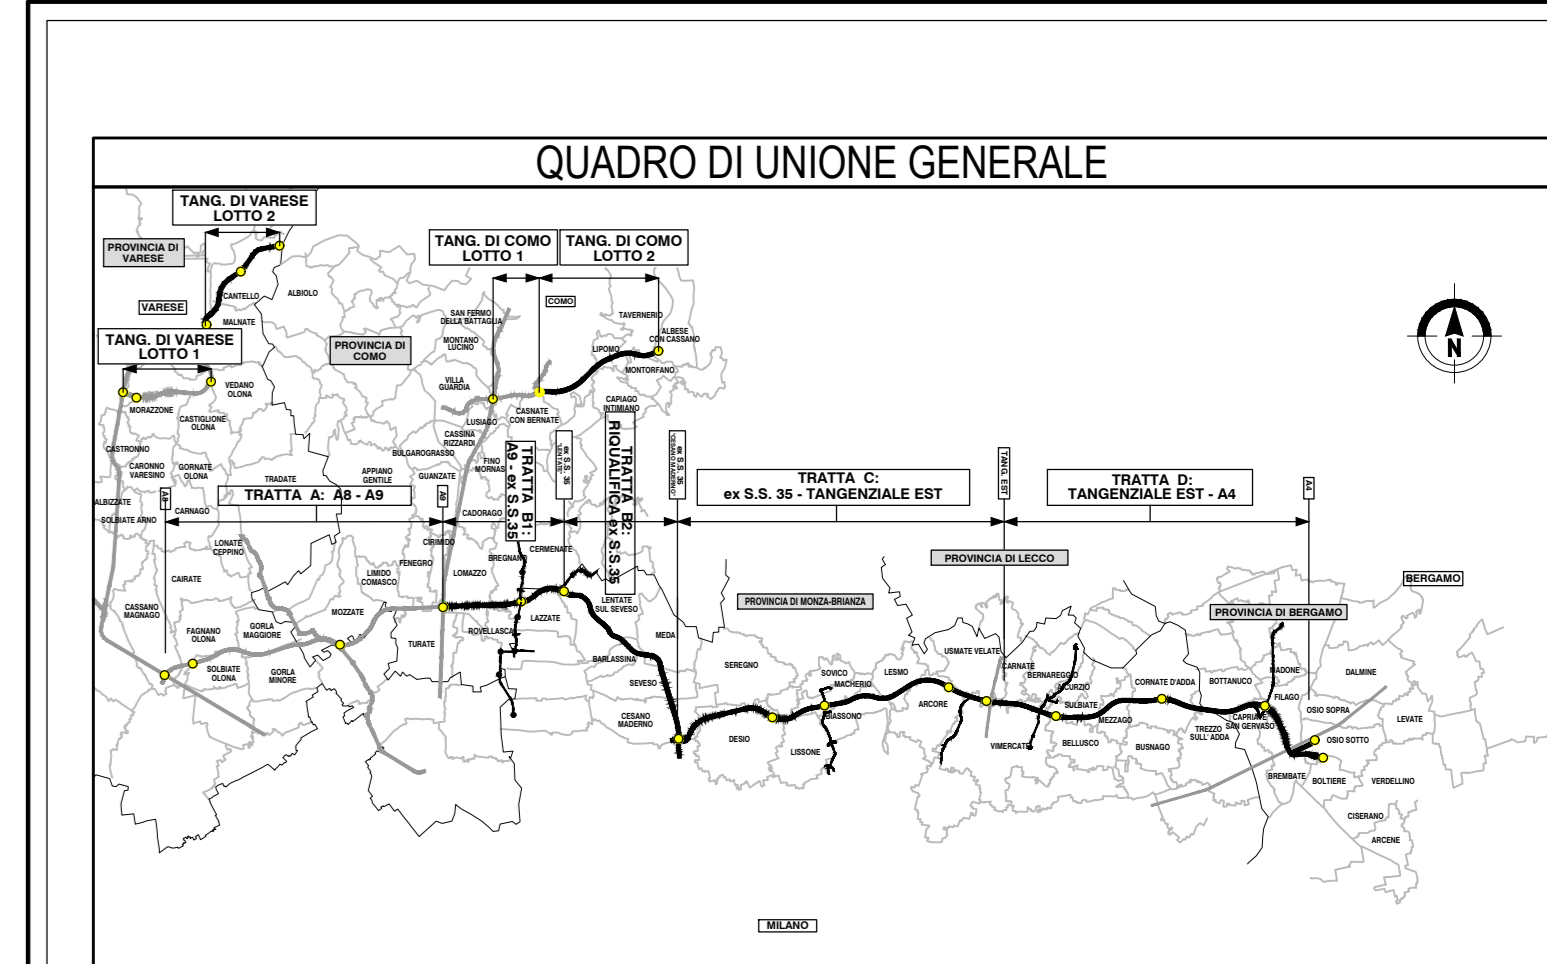 QUADRO DI UNIONE GENERALE
TANG. DI VARESE
LOTTO 2
PROVINCIA DI
VARESE
CANTELLO
ALBIOLO
VARESE
MALNATE
TANG. DI VARESE
LOTTO 1
PROVINCIA DI
COMO
VEDANO
OLONA
MORAZZONE
CASTIGLIONE
OLONA
TANG. DI COMO
LOTTO 1
TANG. DI COMO
LOTTO 2
COMO
SAN FERMO
DELLA BATTAGLIA
TAVERNERIO
ALBESE
CON CASSANO
MONTANO
LUCINO
LIPOMO
MONTORFANO
VILLA
GUARDIA
CAPIAGO
INTIMIANO
CASNATE
CON BERNATE
LUSIAGO
CASSINA
RIZZARDI
BULGAROGRASSO
CASTRONNO
CARONNO
VARESINO
GORNATE
OLONA
TRADATE
APPIANO
GENTILE
GUANZATE
FINO
MORNAS
ALBIZZATE
SOLBIATE ARNO
CARNAGO
A8
TRATTA A: A8 - A9
A9
CADORAGO
TRATTA B1:
A9 - ex S.S.35
ex S.S. 35
"LENTATE"
TRATTA B2:
RIQUALIFICA ex S.S.35
ex S.S. 35
"CESANO MADERNO"
TRATTA C:
ex S.S. 35 - TANGENZIALE EST
TANG. EST
TRATTA D:
TANGENZIALE EST - A4
A4
N
LONATE
CEPPINO
CIRIMIDO
FENEGRO
BREGNANO
CERMENATE
PROVINCIA DI LECCO
BERGAMO
CAIRATE
LIMIDO
COMASCO
LOMAZZO
CASSANO
MAGNAGO
MOZZATE
LENTATE
SUL SEVESO
PROVINCIA DI MONZA-BRIANZA
PROVINCIA DI BERGAMO
LAZZATE
FAGNANO
OLONA
GORLA
MAGGIORE
TURATE
ROVELLASCA
MEDA
BARLASSINA
SEREGNO
USMATE VELATE
SOLBIATE
OLONA
GORLA
MINORE
SEVESO
SOVICO
MACHERIO
LESMO
CARNATE
BERNAREGGIO
CORNATE D'ADDA
BOTTANUCO
MADONE
DALMINE
CESANO
MADERNO
DESIO
LISSONE
BIASSONO
ARCORE
SULBIATE
MEZZAGO
VIMERCATE
BELLUSCO
BUSNAGO
TREZZO
SULL' ADDA
SAN GERVASO
FILAGO
OSIO SOPRA
LEVATE
OSIO SOTTO
BREMBATE
BOLTIERE
VERDELLINO
CISERANO
ARCENE
MILANO